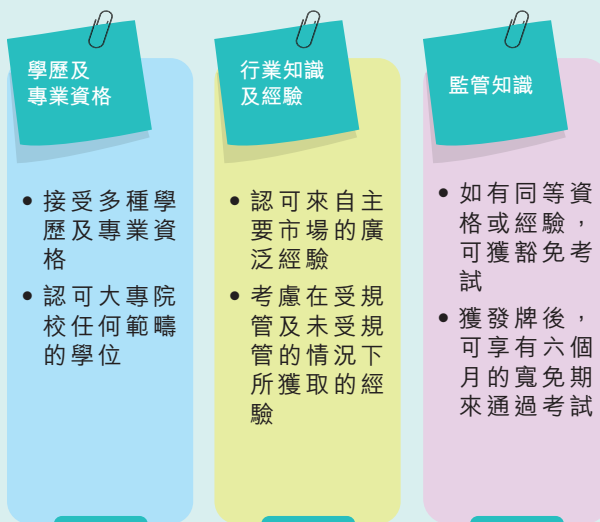 學歷及
專業資格
• 接受多種學
歷及專業資
格
• 認可大專院
校任何範疇
的學位
行業知識
及經驗
• 認可來自主
要市場的廣
泛經驗
• 考慮在受規
管及未受規
管的情況下
所獲取的經
驗
監管知識
• 如有同等資
格或經驗，
可獲豁免考
試
• 獲發牌後，
可享有六個
月的寬免期
來通過考試